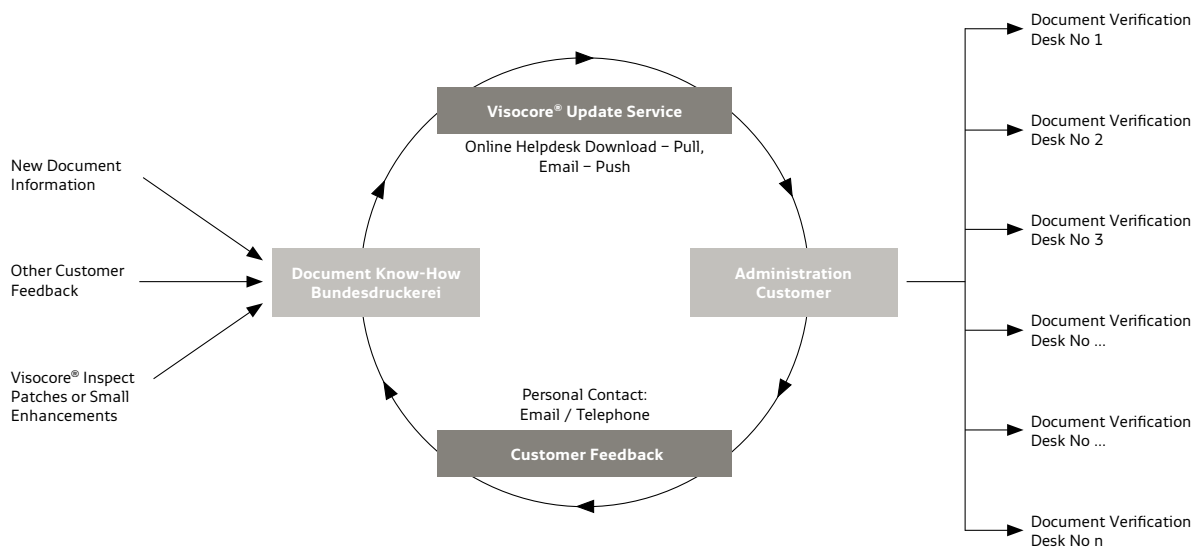 New Document
Information
Other Customer
Feedback
Visocore® Inspect
Patches or Small
Enhancements
Document Know-How
Bundesdruckerei
Visocore® Update Service
Online Helpdesk Download – Pull,
Email – Push
Administration
Customer
Personal Contact:
Email / Telephone
Customer Feedback
Document Verification
Desk No 1
Document Verification
Desk No 2
Document Verification
Desk No 3
Document Verification
Desk No ...
Document Verification
Desk No ...
Document Verification
Desk No n